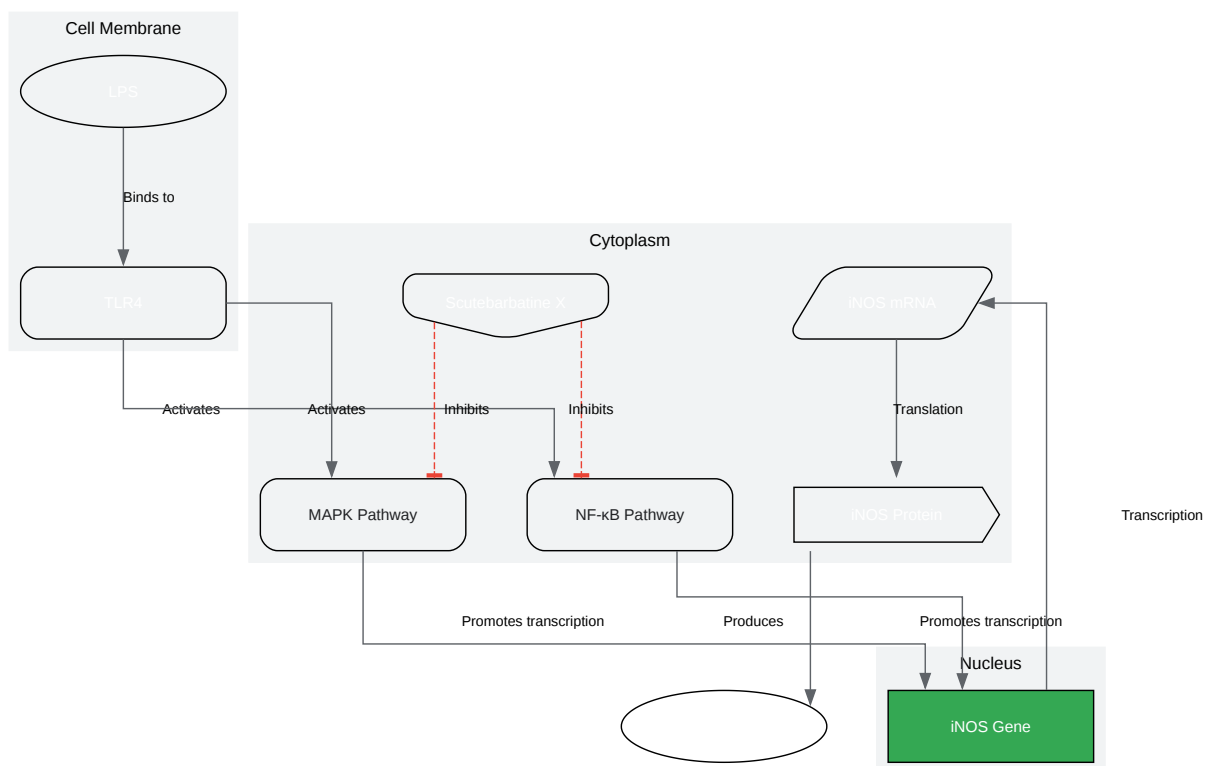 Cell Membrane
LPS
Binds to
Cytoplasm
TLR4
Scutebarbatine X
iNOS mRNA
Activates
Activates
Inhibits
Inhibits
Translation
MAPK Pathway
NF-κB Pathway
iNOS Protein
Transcription
Promotes transcription
Produces
Promotes transcription
Nucleus
iNOS Gene